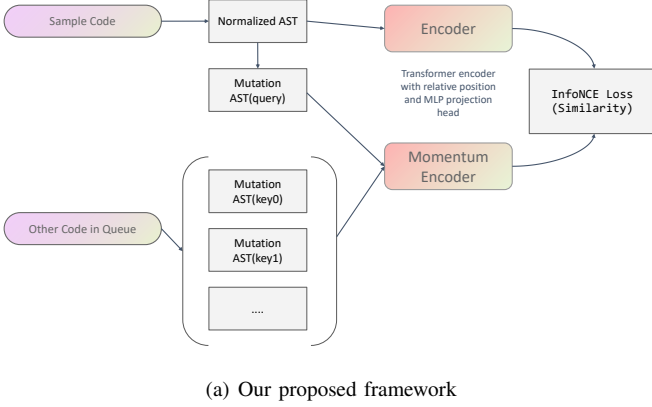 Sample Code
Normalized AST
Encoder
Mutation
AST(query)
Transformer encoder
with relative position
and MLP projection
head
InfoNCE Loss
(Similarity)
Momentum
Encoder
Mutation
AST(key0)
Other Code in Queue
Mutation
AST(key1)
....
(a) Our proposed framework